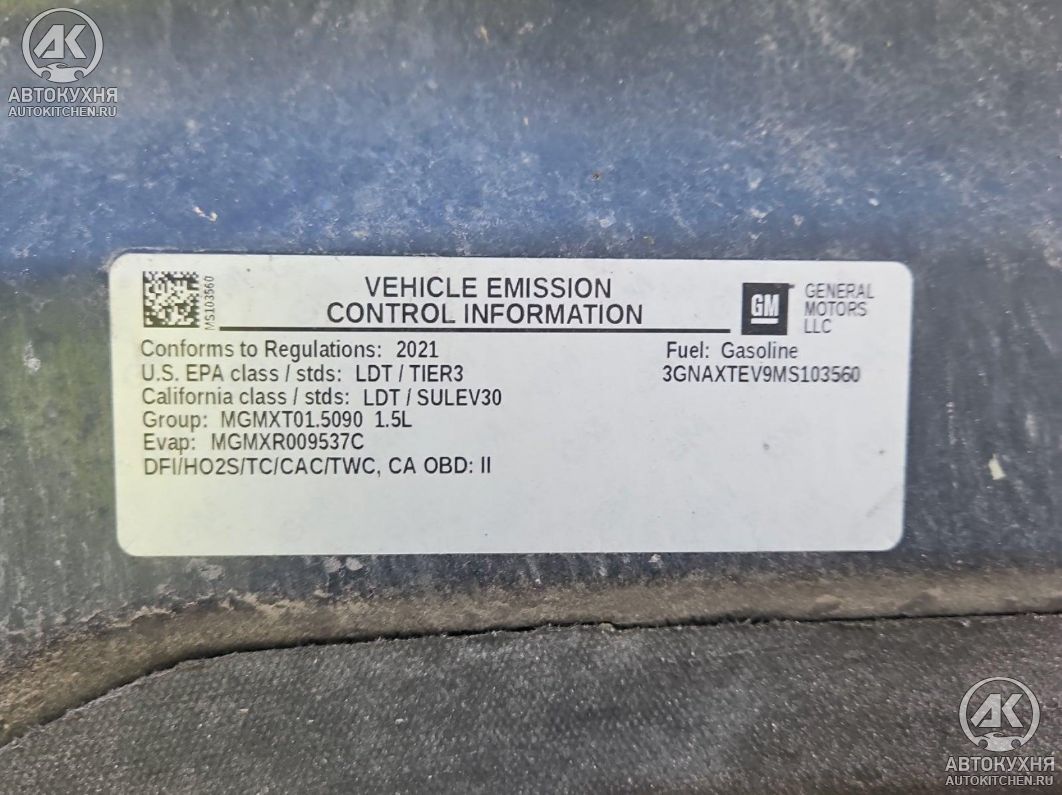 AK
АВТОКУХНЯ
AUTOKITCHEN.RU
MS103560
VEHICLE EMISSION
CONTROL INFORMATION
GM
GENERAL
MOTORS
LLC
Conforms to Regulations: 2021
U.S. EPA class / stds: LDT / TIER3
California class / stds: LDT / SULEV30
Group: MGMXT01.5090 1.5L
Evap: MGMXR009537C
DFI/HO2S/TC/CAC/TWC, CA OBD: II
Fuel: Gasoline
3GNAXTEV9MS103560
AK
АВТОКУХНЯ
AUTOKITCHEN.RU